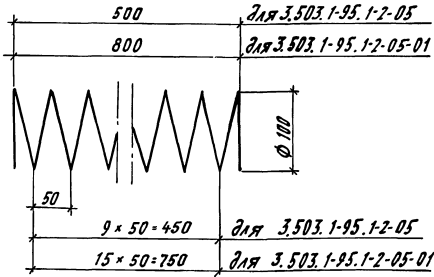 500 для 3.503.1-95.1-2-05
800 для 3.503.1-95.1-2-05-01
ϕ 100
50
9 × 50 = 450 для 3.503.1-95.1-2-05
15 × 50 = 750 для 3.503.1-95.1-2-05-01